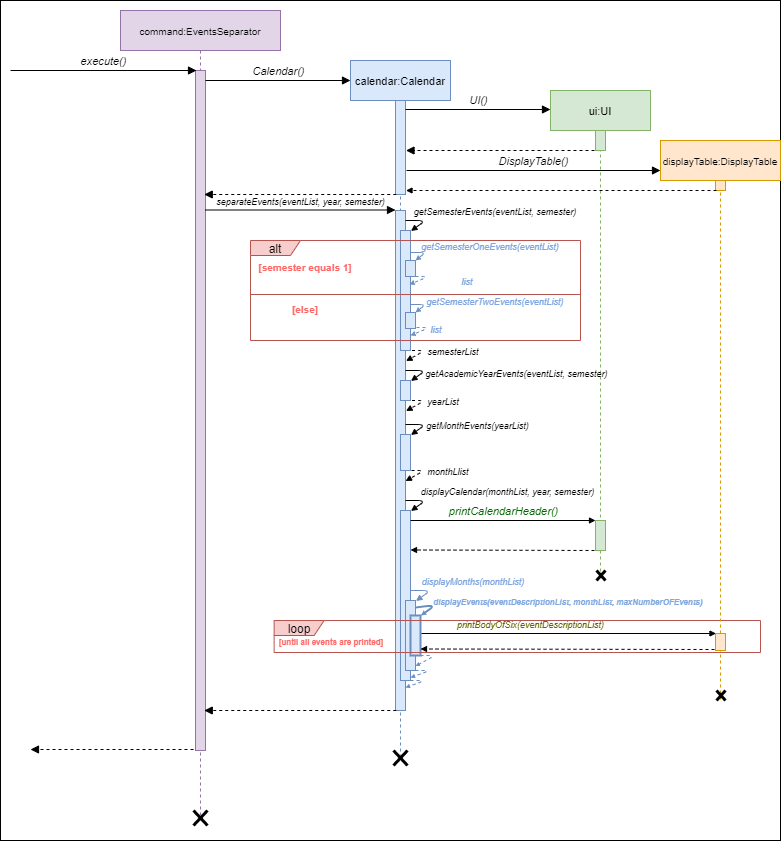 command:EventsSeparator
execute()
Calendar()
calendar:Calendar
UI()
ui:UI
DisplayTable()
displayTable:DisplayTable
separateEvents(eventList, year, semester)
getSemesterEvents(eventList, semester)
alt
getSemesterOneEvents(eventList)
[semester equals 1]
list
getSemesterTwoEvents(eventList)
[else]
list
semesterList
getAcademicYearEvents(eventList, semester)
yearList
getMonthEvents(yearList)
monthLlist
displayCalendar(monthList, year, semester)
printCalendarHeader()
displayMonths(monthList)
displayEvents(eventDescriptionList, monthList, maxNumberOFEvents)
loop
printBodyOfSix(eventDescriptionList)
[until all events are printed]